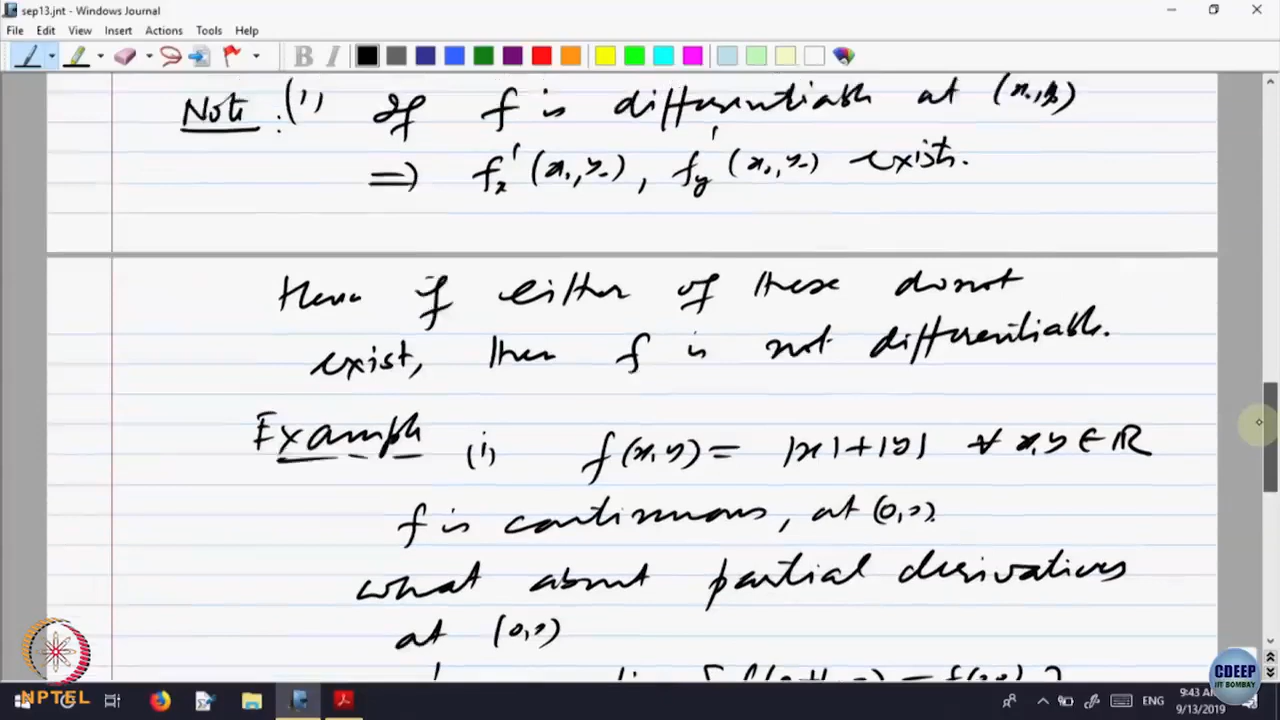 sep13.jnt - Windows Journal
File Edit View Insert Actions Tools Help
Note :(1) If f is differentiable at (x₀,y₀)
⇒ fₓ'(x₀,y₀), f_y'(x₀,y₀) exist.
Hence if either of these do not
exist, then f is not differentiable.
Example (i) f(x,y) = |x|+|y| ∀ x,y ∈ ℝ
f is continuous, at (0,0).
what about partial derivatives
at (0,0)
NPTEL
CDEEP
IIT BOMBAY
ENG
9:43 AM
9/13/2019